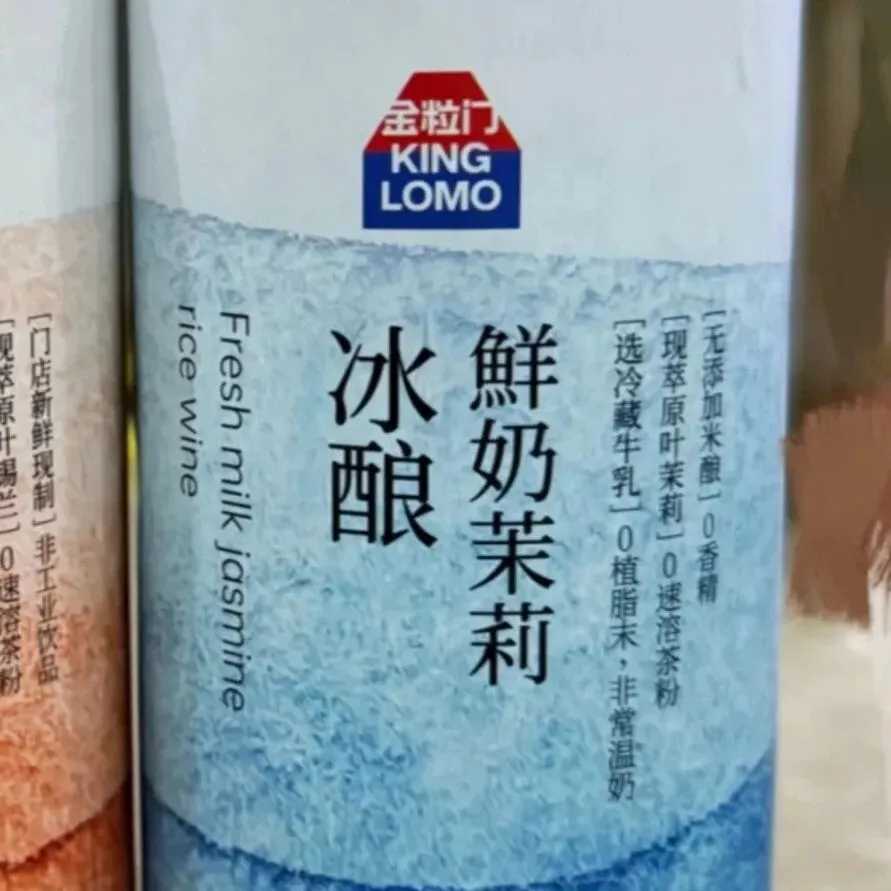 金粒门
KING
LOMO
[无添加米酿]0香精
[现萃原叶茉莉]0速溶茶粉
[选冷藏牛乳]0植脂末，非常温奶
鮮奶茉莉
冰酿
Fresh milk jasmine
rice wine
[门店新鲜现制]非工业饮品
[现萃原叶锡兰]0速溶茶粉